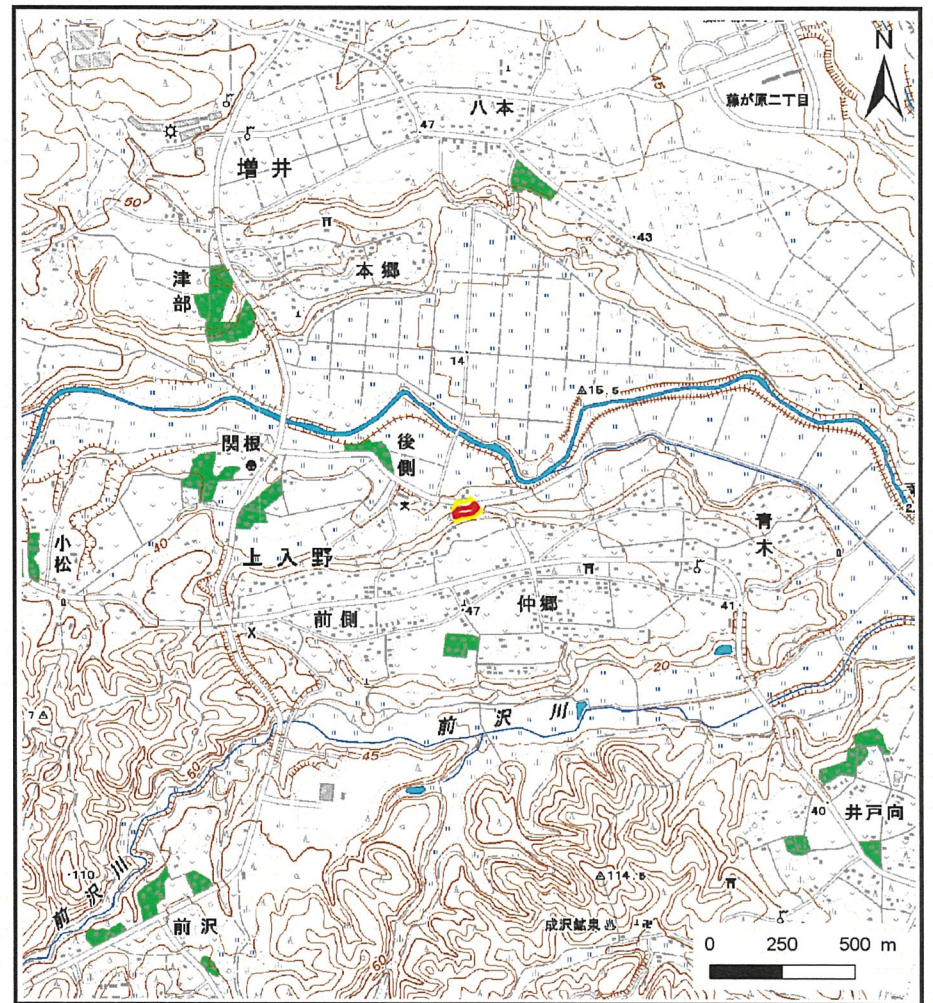 N
八本
藤が原二丁目
45
47
増井
50
43
本郷
津部
14
15.5
関根
後側
青木
小松
40
上入野
仲郷
前側
47
41
20
前沢川
7
45
50
井戸向
40
110
114.5
前沢川
前沢
成沢鉱泉
50
0 250 500 m